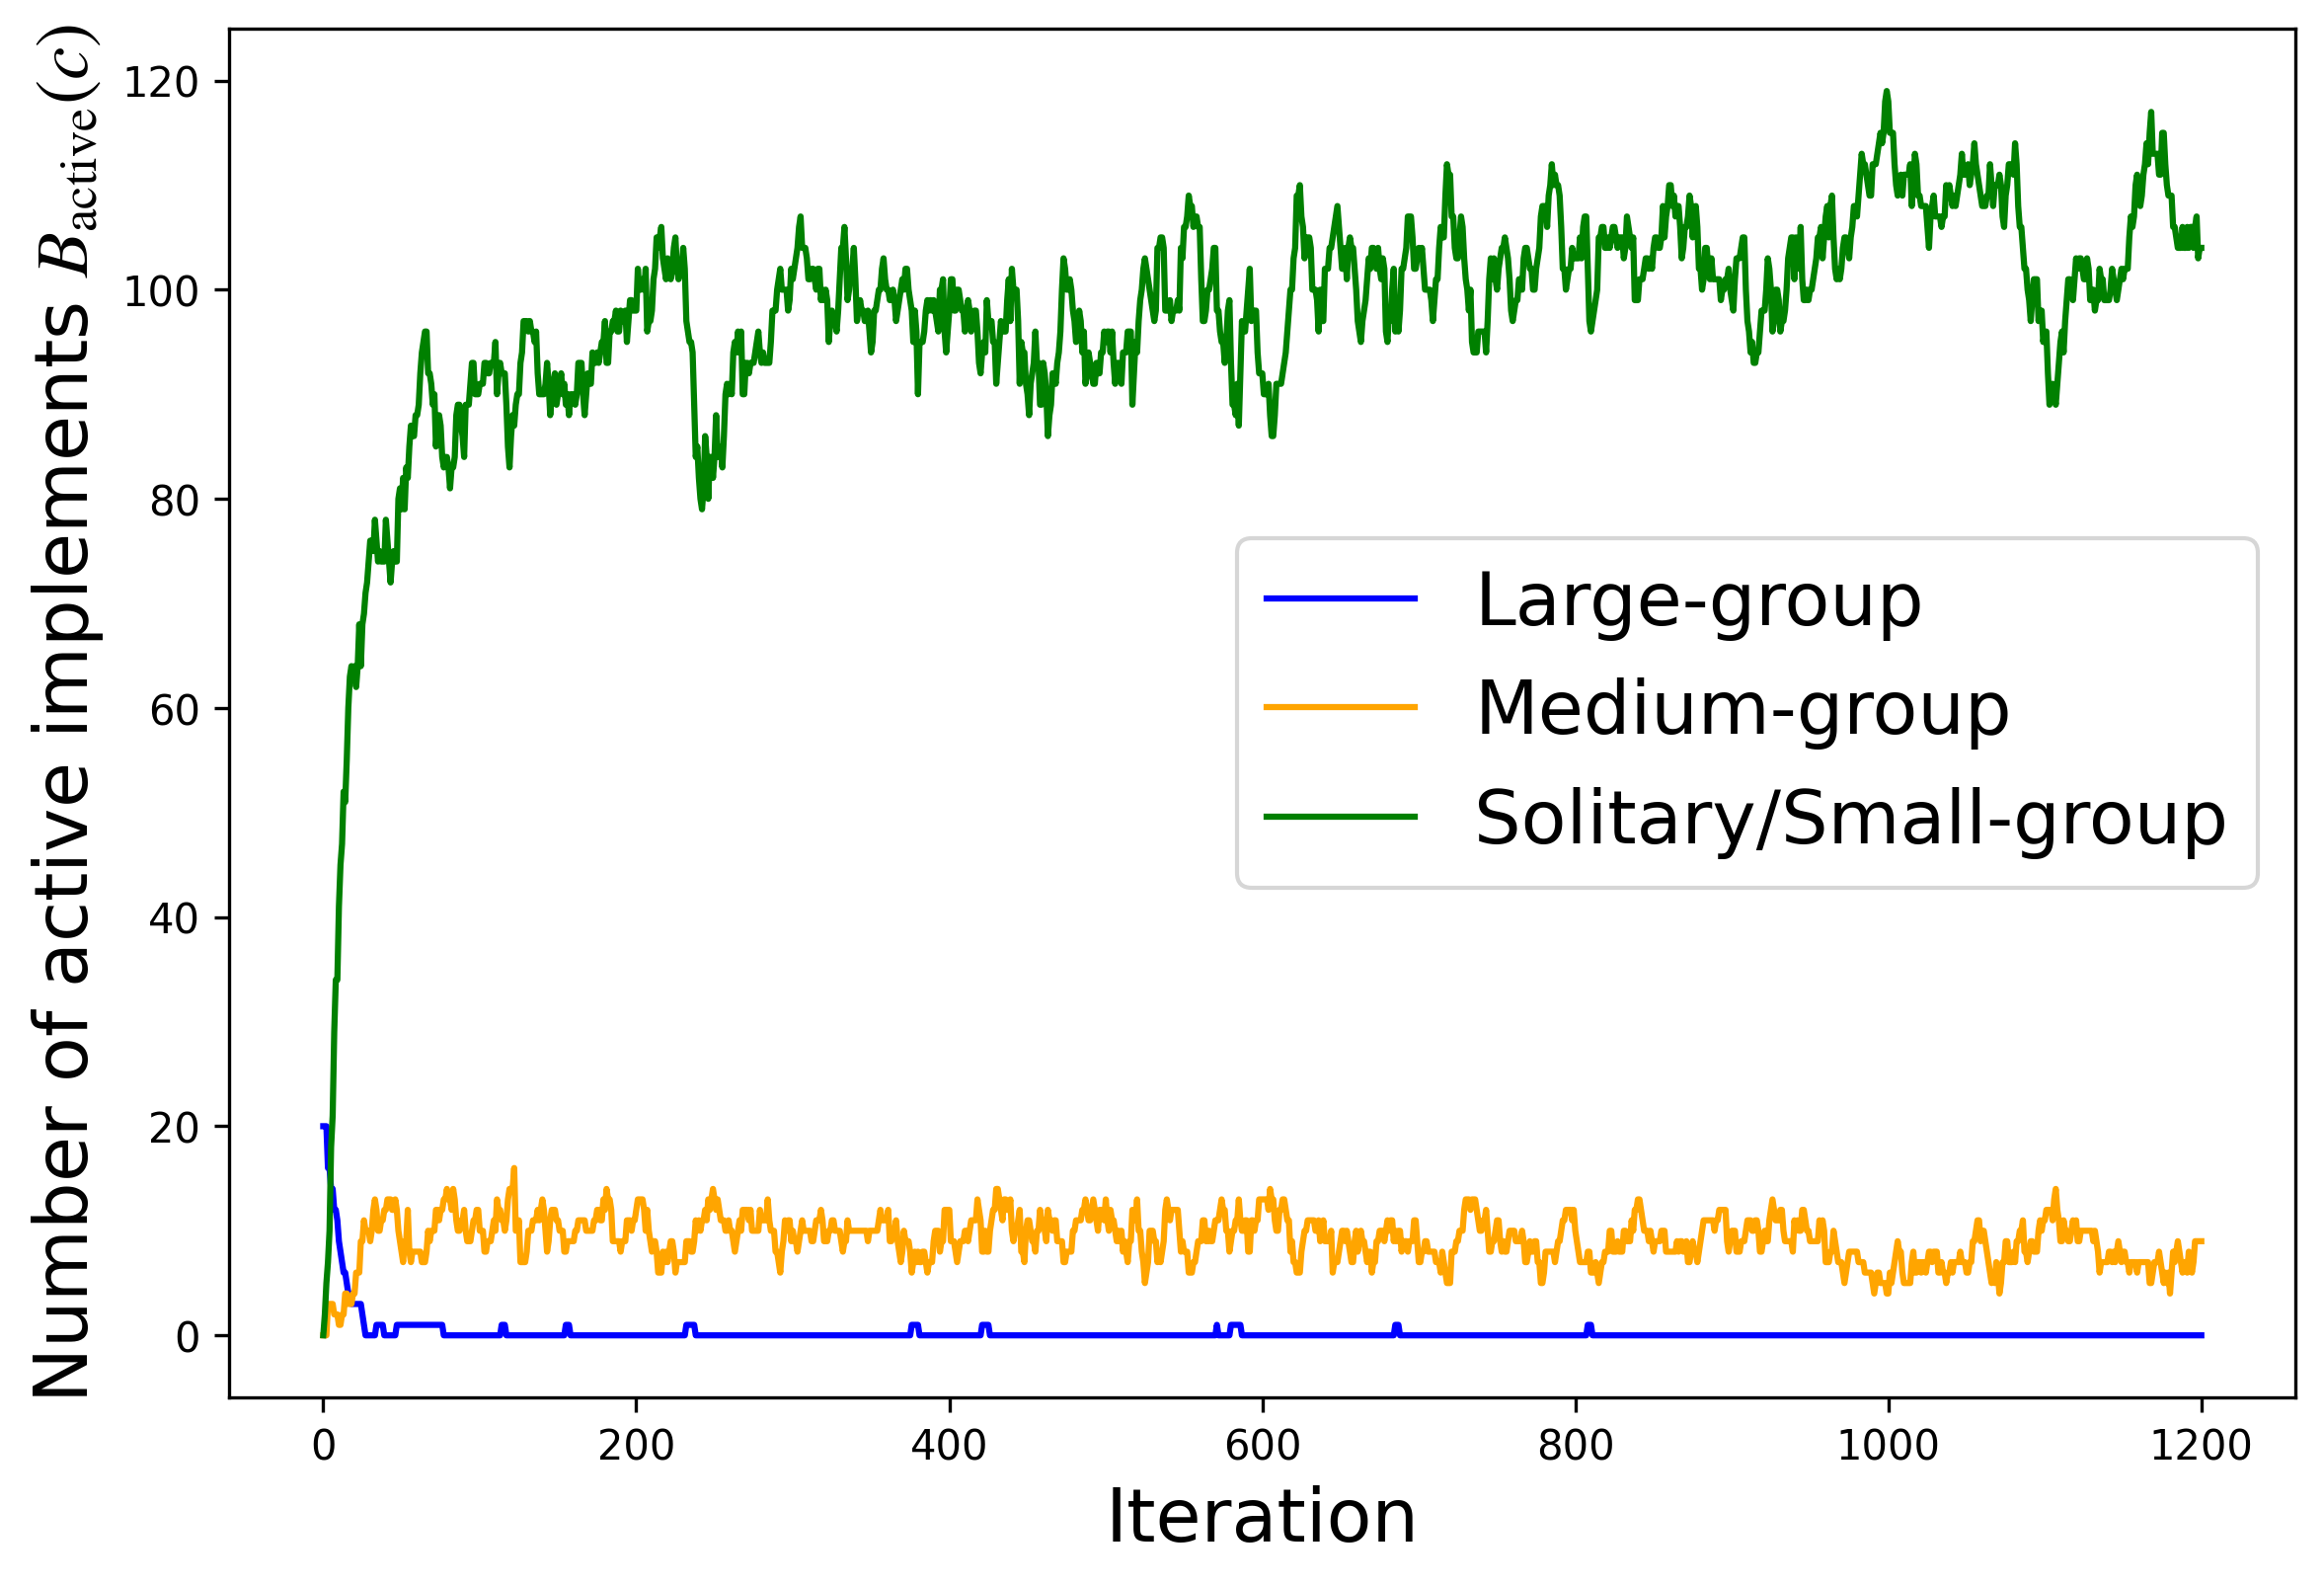 Number of active implements B_active(c)
120
100
80
60
40
20
0
Large-group
Medium-group
Solitary/Small-group
0 200 400 600 800 1000 1200
Iteration